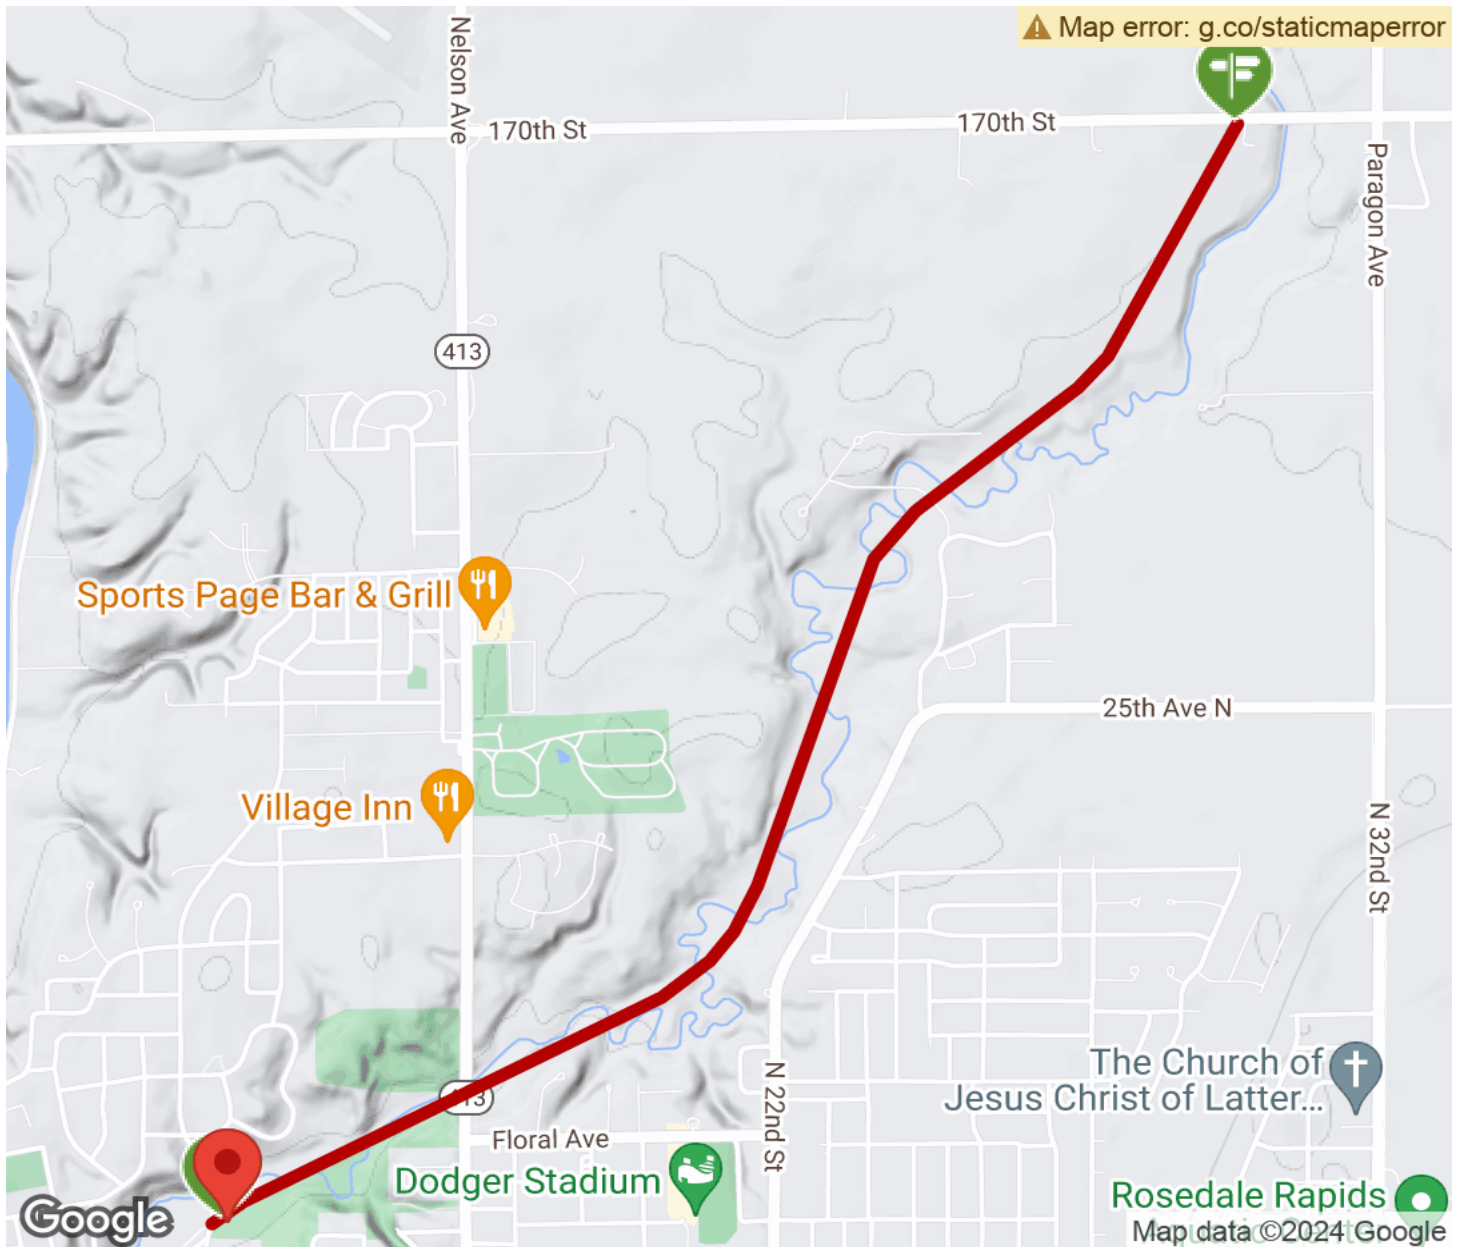 Map error: g.co/staticmaperror
Nelson Ave
170th St
170th St
Paragon Ave
413
Sports Page Bar & Grill
25th Ave N
Village Inn
N 32nd St
The Church of
Jesus Christ of Latter...
413
N 22nd St
Floral Ave
Dodger Stadium
Rosedale Rapids
Aquatic Center
Google
Map data ©2024 Google